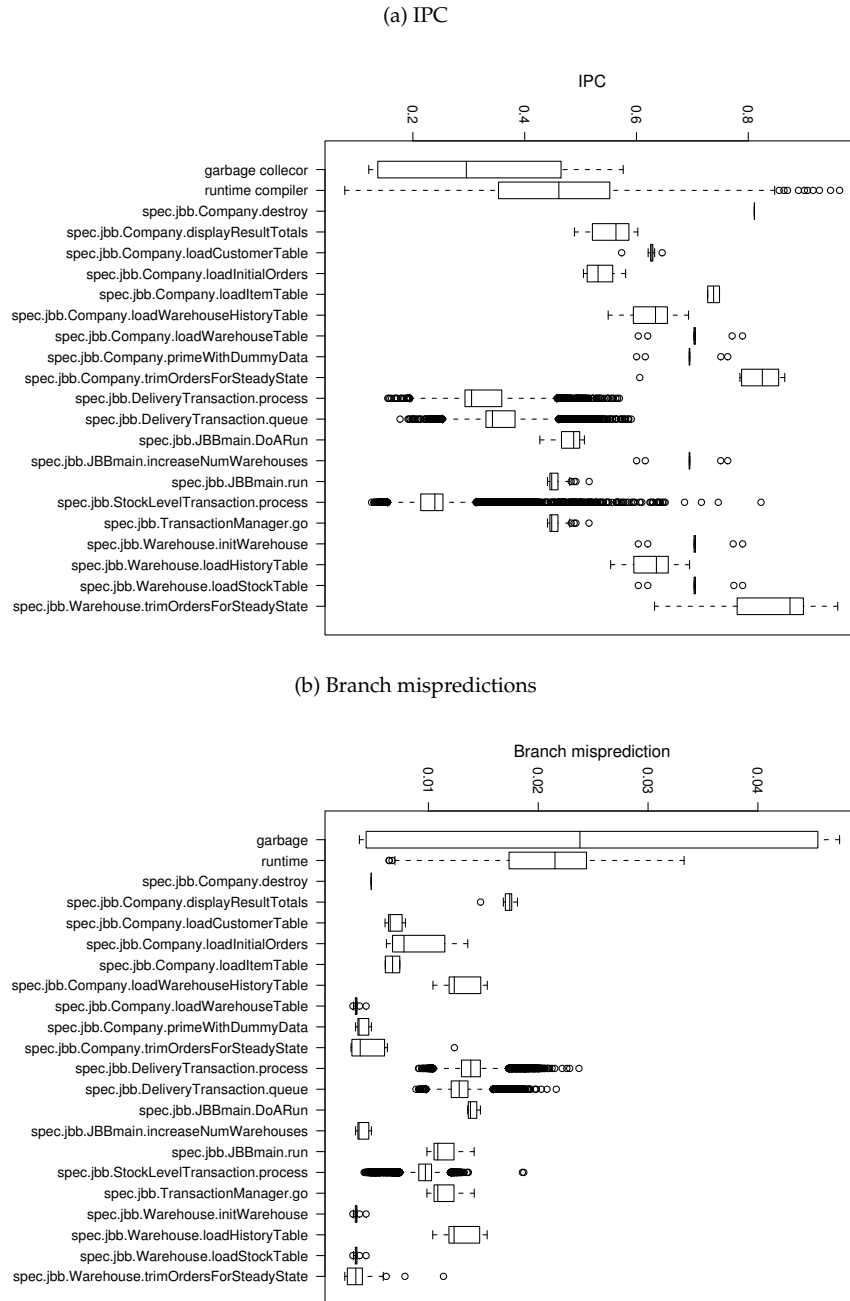 (a) IPC
IPC
0.2 0.4 0.6 0.8
garbage collecor
runtime compiler
spec.jbb.Company.destroy
spec.jbb.Company.displayResultTotals
spec.jbb.Company.loadCustomerTable
spec.jbb.Company.loadInitialOrders
spec.jbb.Company.loadItemTable
spec.jbb.Company.loadWarehouseHistoryTable
spec.jbb.Company.loadWarehouseTable
spec.jbb.Company.primeWithDummyData
spec.jbb.Company.trimOrdersForSteadyState
spec.jbb.DeliveryTransaction.process
spec.jbb.DeliveryTransaction.queue
spec.jbb.JBBmain.DoARun
spec.jbb.JBBmain.increaseNumWarehouses
spec.jbb.JBBmain.run
spec.jbb.StockLevelTransaction.process
spec.jbb.TransactionManager.go
spec.jbb.Warehouse.initWarehouse
spec.jbb.Warehouse.loadHistoryTable
spec.jbb.Warehouse.loadStockTable
spec.jbb.Warehouse.trimOrdersForSteadyState
(b) Branch mispredictions
Branch misprediction
0.01 0.02 0.03 0.04
garbage
runtime
spec.jbb.Company.destroy
spec.jbb.Company.displayResultTotals
spec.jbb.Company.loadCustomerTable
spec.jbb.Company.loadInitialOrders
spec.jbb.Company.loadItemTable
spec.jbb.Company.loadWarehouseHistoryTable
spec.jbb.Company.loadWarehouseTable
spec.jbb.Company.primeWithDummyData
spec.jbb.Company.trimOrdersForSteadyState
spec.jbb.DeliveryTransaction.process
spec.jbb.DeliveryTransaction.queue
spec.jbb.JBBmain.DoARun
spec.jbb.JBBmain.increaseNumWarehouses
spec.jbb.JBBmain.run
spec.jbb.StockLevelTransaction.process
spec.jbb.TransactionManager.go
spec.jbb.Warehouse.initWarehouse
spec.jbb.Warehouse.loadHistoryTable
spec.jbb.Warehouse.loadStockTable
spec.jbb.Warehouse.trimOrdersForSteadyState